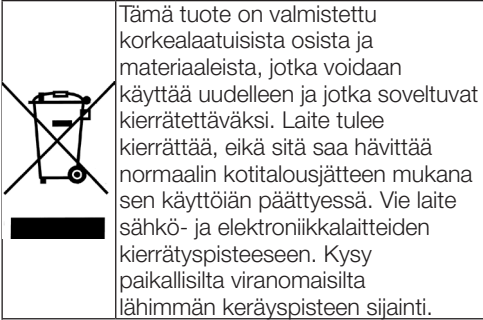 Tämä tuote on valmistettu
korkealaatuisista osista ja
materiaaleista, jotka voidaan
käyttää uudelleen ja jotka soveltuvat
kierrätettäväksi. Laite tulee
kierrättää, eikä sitä saa hävittää
normaalin kotitalousjätteen mukana
sen käyttöiän päättyessä. Vie laite
sähkö- ja elektroniikkalaitteiden
kierrätyspisteeseen. Kysy
paikallisilta viranomaisilta
lähimmän keräyspisteen sijainti.